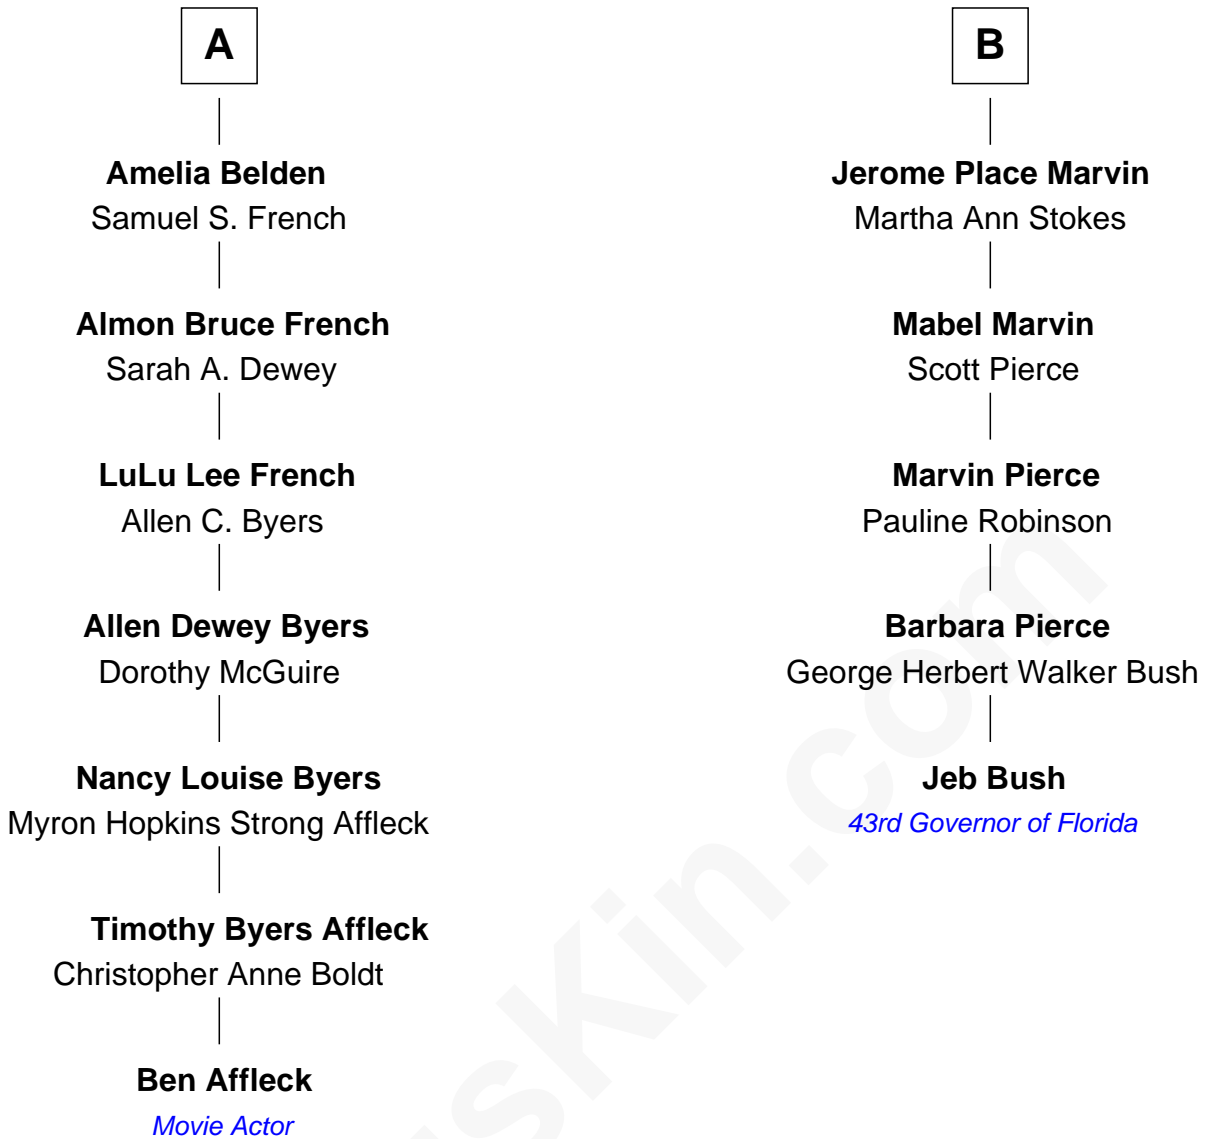 A
Amelia Belden
Samuel S. French
Almon Bruce French
Sarah A. Dewey
LuLu Lee French
Allen C. Byers
Allen Dewey Byers
Dorothy McGuire
Nancy Louise Byers
Myron Hopkins Strong Affleck
Timothy Byers Affleck
Christopher Anne Boldt
Ben Affleck
Movie Actor
B
Jerome Place Marvin
Martha Ann Stokes
Mabel Marvin
Scott Pierce
Marvin Pierce
Pauline Robinson
Barbara Pierce
George Herbert Walker Bush
Jeb Bush
43rd Governor of Florida
sKin.com